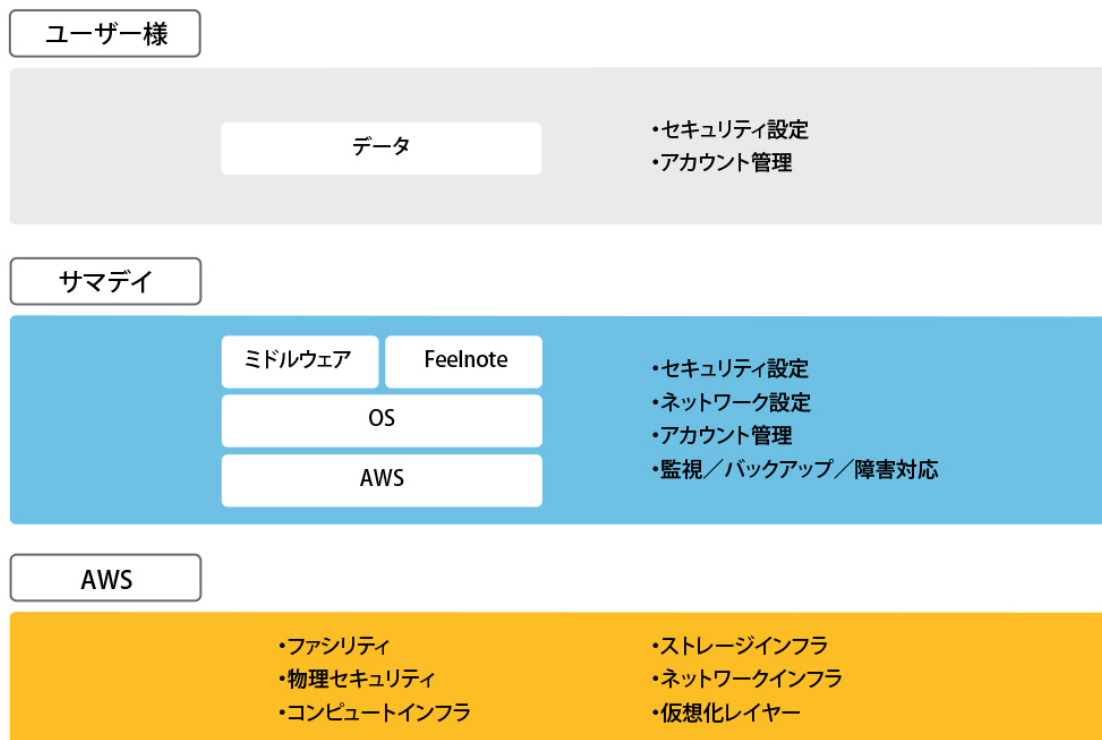 ユーザー様
データ
・セキュリティ設定
・アカウント管理
サマデイ
ミドルウェア
Feelnote
OS
AWS
・セキュリティ設定
・ネットワーク設定
・アカウント管理
・監視／バックアップ／障害対応
AWS
・ファシリティ
・物理セキュリティ
・コンピュートインフラ
・ストレージインフラ
・ネットワークインフラ
・仮想化レイヤー